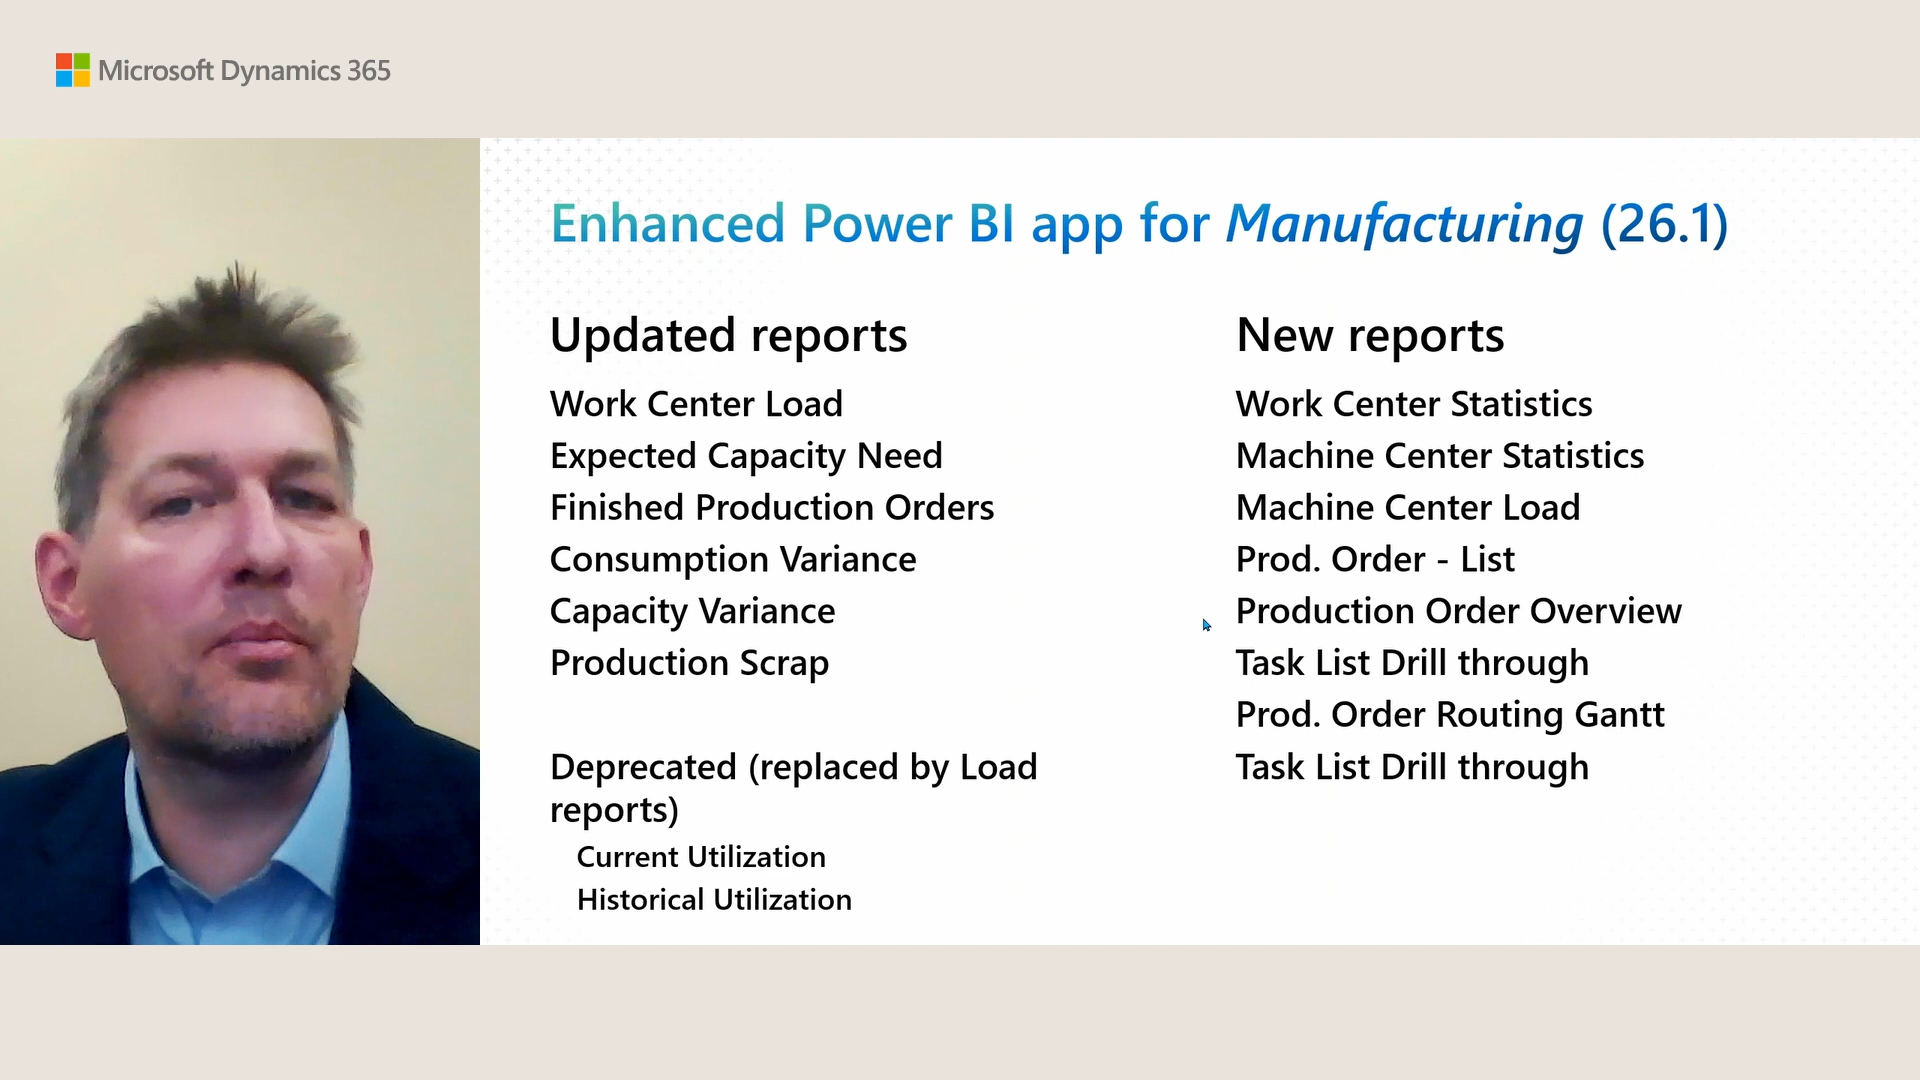 Microsoft Dynamics 365
Enhanced Power BI app for Manufacturing (26.1)
Updated reports
Work Center Load
Expected Capacity Need
Finished Production Orders
Consumption Variance
Capacity Variance
Production Scrap
Deprecated (replaced by Load
reports)
Current Utilization
Historical Utilization
New reports
Work Center Statistics
Machine Center Statistics
Machine Center Load
Prod. Order - List
Production Order Overview
Task List Drill through
Prod. Order Routing Gantt
Task List Drill through